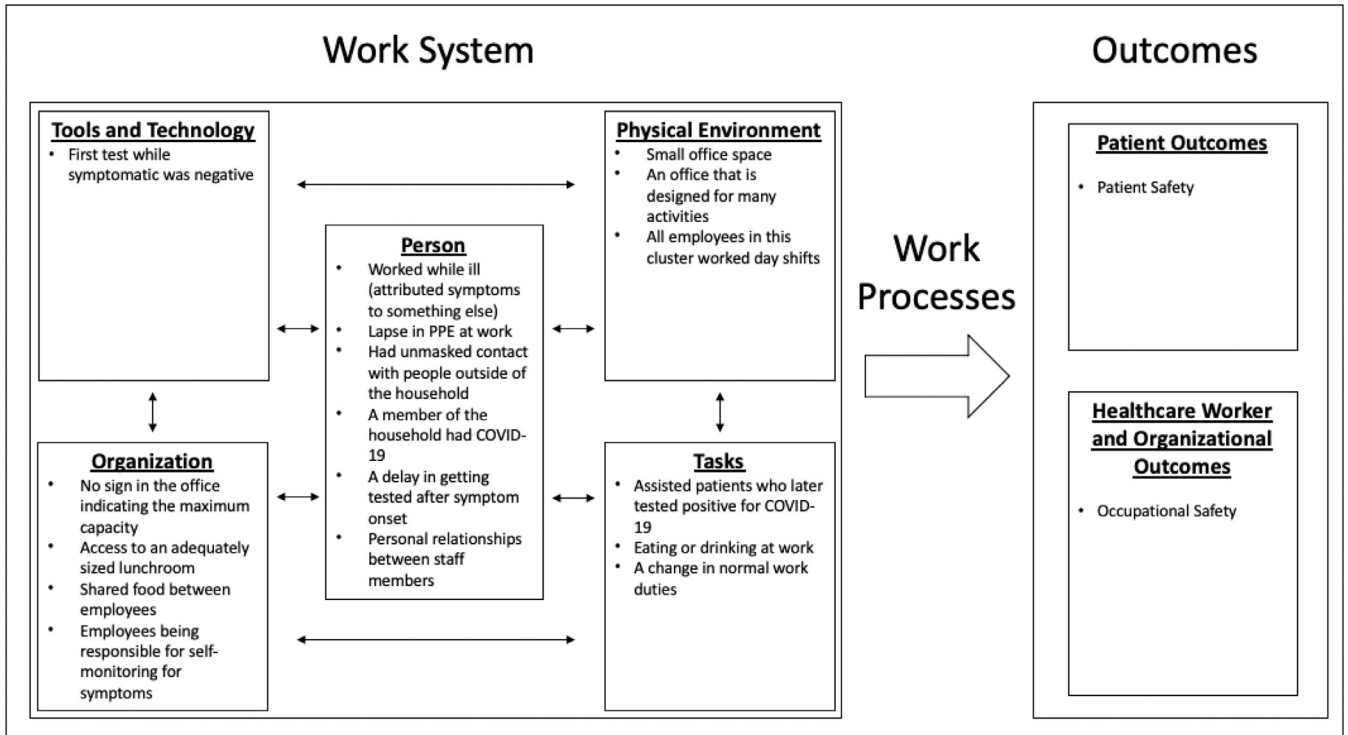 Work System
Outcomes
Tools and Technology
• First test while
symptomatic was negative
Physical Environment
• Small office space
• An office that is
designed for many
activities
• All employees in this
cluster worked day shifts
Person
• Worked while ill
(attributed symptoms
to something else)
• Lapse in PPE at work
• Had unmasked contact
with people outside of
the household
• A member of the
household had COVID-
19
• A delay in getting
tested after symptom
onset
• Personal relationships
between staff
members
Organization
• No sign in the office
indicating the maximum
capacity
• Access to an adequately
sized lunchroom
• Shared food between
employees
• Employees being
responsible for self-
monitoring for
symptoms
Tasks
• Assisted patients who later
tested positive for COVID-
19
• Eating or drinking at work
• A change in normal work
duties
Work
Processes
Patient Outcomes
• Patient Safety
Healthcare Worker
and Organizational
Outcomes
• Occupational Safety